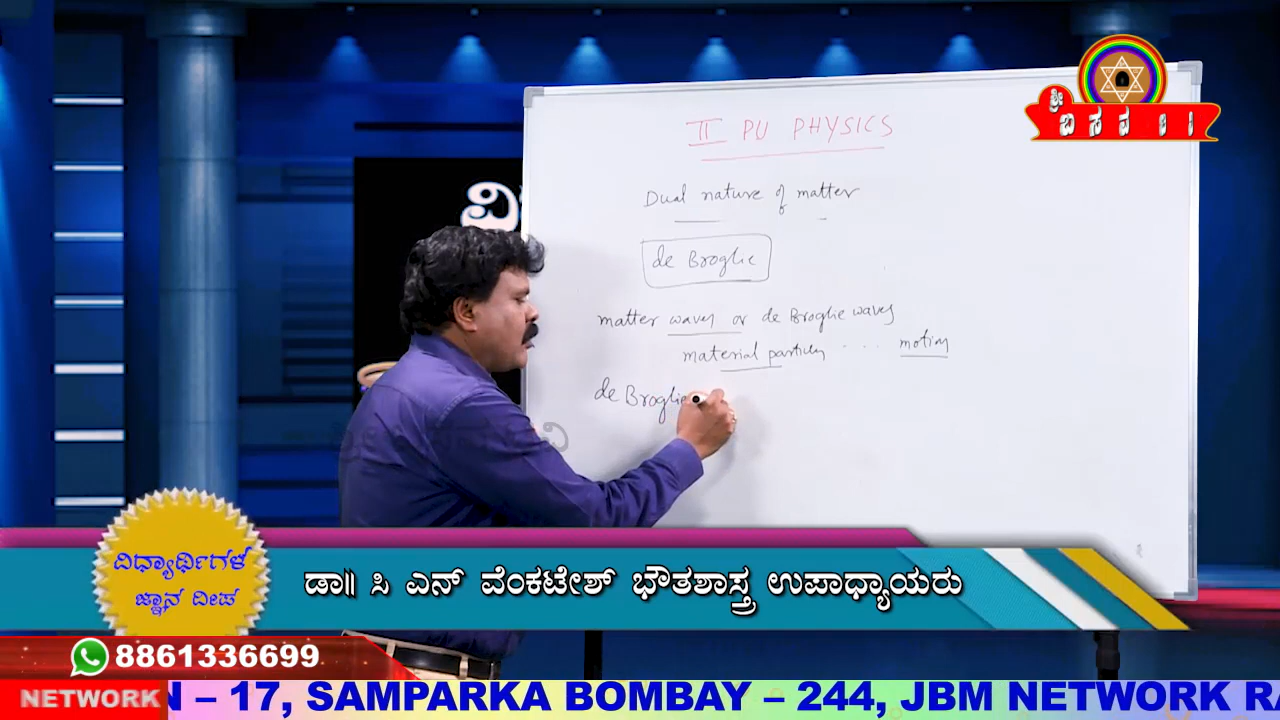 ಶ್ರೀ
ಬಸವ
II PU PHYSICS
Dual nature of matter
de Broglie
matter waves or de Broglie waves
material particles ... motion
de Broglie
ವಿ
ವಿದ್ಯಾರ್ಥಿಗಳ
ಜ್ಞಾನ ದೀಪ
ಡಾ॥ ಸಿ ಎನ್ ವೆಂಕಟೇಶ್ ಭೌತಶಾಸ್ತ್ರ ಉಪಾಧ್ಯಾಯರು
8861336699
NETWORK N – 17, SAMPARKA BOMBAY – 244, JBM NETWORK RA